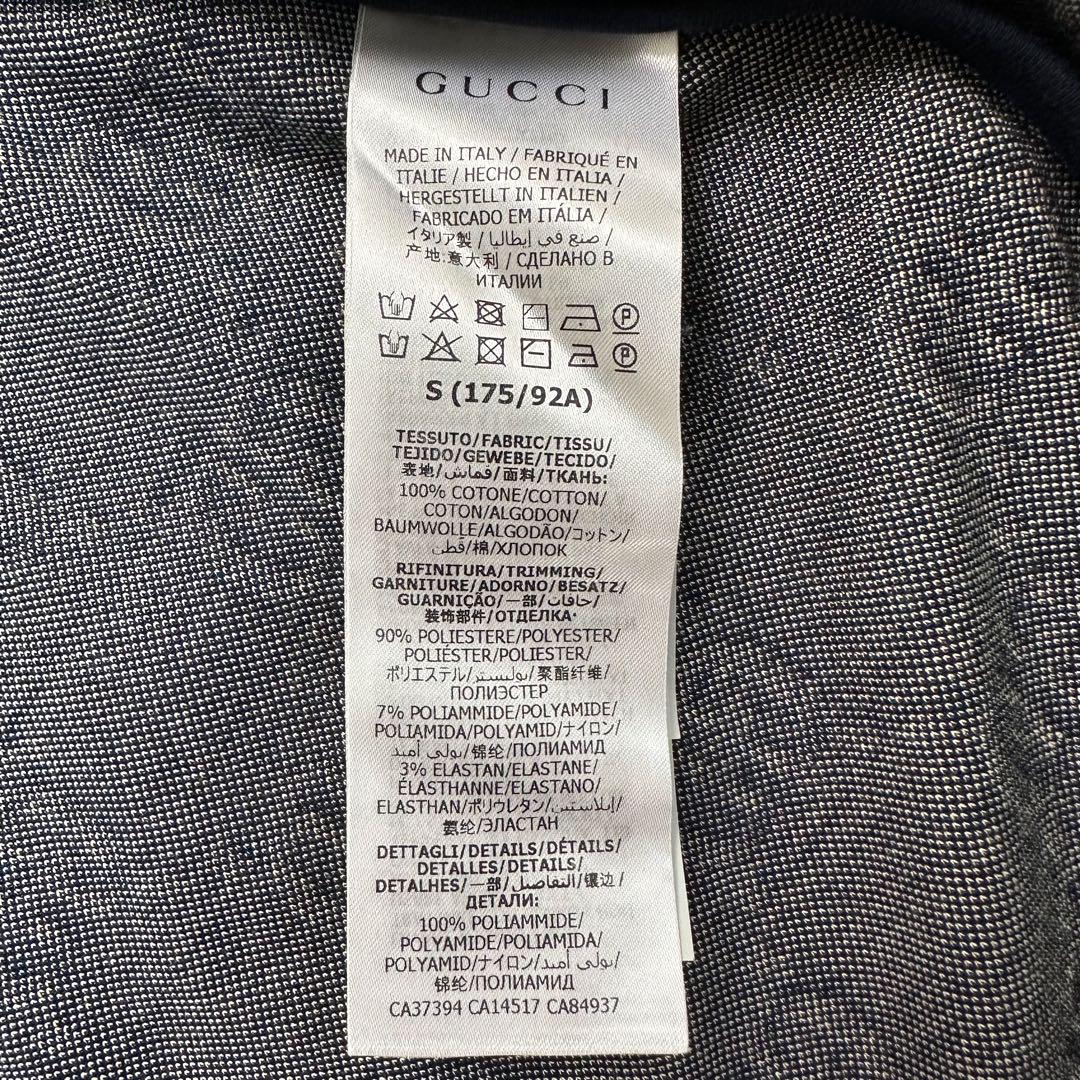 GUCCI
MADE IN ITALY / FABRIQUÉ EN
ITALIE / HECHO EN ITALIA /
HERGESTELLT IN ITALIEN /
FABRICADO EM ITÁLIA /
イタリア製 / صنع في إيطاليا /
产地:意大利 / СДЕЛАНО В
ИТАЛИИ
P
P
S (175/92A)
TESSUTO/FABRIC/TISSU/
TEJIDO/GEWEBE/TECIDO/
表地/قماش/面料/ТКАНЬ:
100% COTONE/COTTON/
COTON/ALGODON/
BAUMWOLLE/ALGODÃO/コットン/
قطن/棉/ХЛОПОК
RIFINITURA/TRIMMING/
GARNITURE/ADORNO/BESATZ/
GUARNIÇÃO/一部/حافات/
装饰部件/ОТДЕЛКА:
90% POLIESTERE/POLYESTER/
POLIÉSTER/POLIESTER/
ポリエステル/بوليستر/聚酯纤维/
ПОЛИЭСТЕР
7% POLIAMMIDE/POLYAMIDE/
POLIAMIDA/POLYAMID/ナイロン/
بولي أميد/锦纶/ПОЛИАМИД
3% ELASTAN/ELASTANE/
ÉLASTHANNE/ELASTANO/
ELASTHAN/ポリウレタン/إيلاستين/
氨纶/ЭЛАСТАН
DETTAGLI/DETAILS/DÉTAILS/
DETALLES/DETAILS/
DETALHES/一部/التفاصيل/镶边/
ДЕТАЛИ:
100% POLIAMMIDE/
POLYAMIDE/POLIAMIDA/
POLYAMID/ナイロン/بولي أميد/
锦纶/ПОЛИАМИД
CA37394 CA14517 CA84937